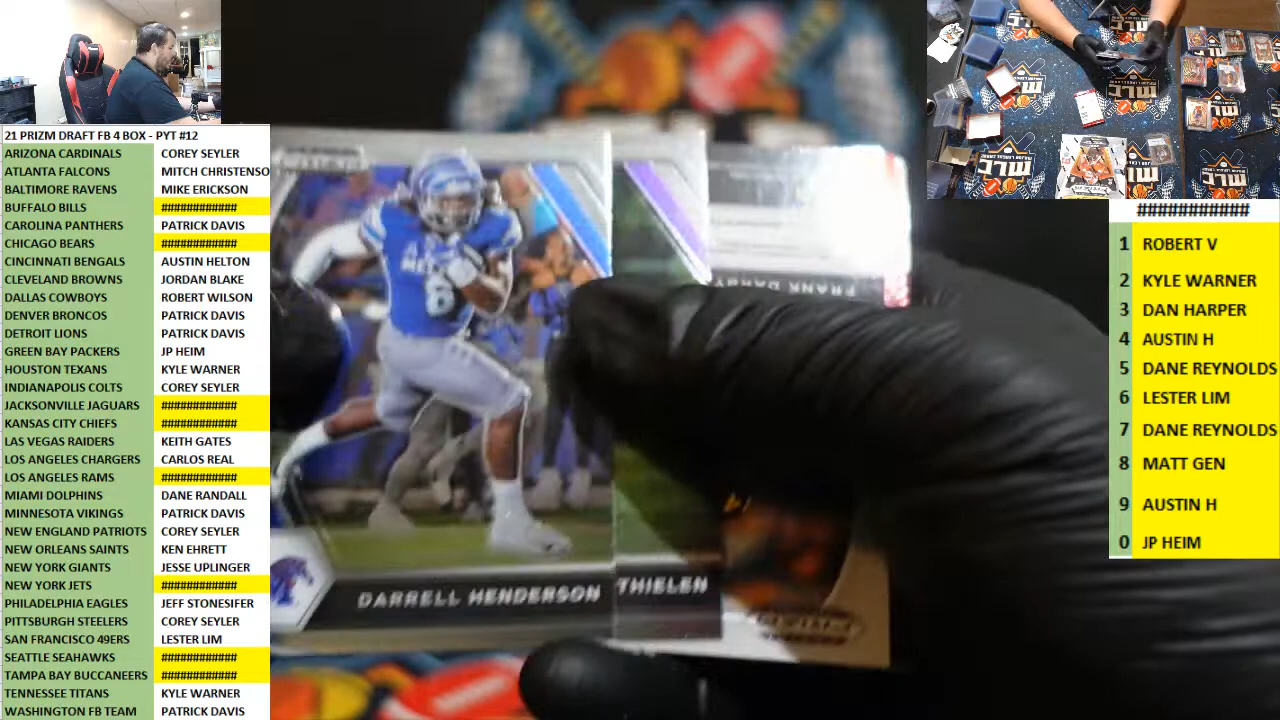 21 PRIZM DRAFT FB 4 BOX - PYT #12
ARIZONA CARDINALS COREY SEYLER
ATLANTA FALCONS MITCH CHRISTENSO
BALTIMORE RAVENS MIKE ERICKSON
BUFFALO BILLS ############
CAROLINA PANTHERS PATRICK DAVIS
CHICAGO BEARS ############
CINCINNATI BENGALS AUSTIN HELTON
CLEVELAND BROWNS JORDAN BLAKE
DALLAS COWBOYS ROBERT WILSON
DENVER BRONCOS PATRICK DAVIS
DETROIT LIONS PATRICK DAVIS
GREEN BAY PACKERS JP HEIM
HOUSTON TEXANS KYLE WARNER
INDIANAPOLIS COLTS COREY SEYLER
JACKSONVILLE JAGUARS ############
KANSAS CITY CHIEFS ############
LAS VEGAS RAIDERS KEITH GATES
LOS ANGELES CHARGERS CARLOS REAL
LOS ANGELES RAMS ############
MIAMI DOLPHINS DANE RANDALL
MINNESOTA VIKINGS PATRICK DAVIS
NEW ENGLAND PATRIOTS COREY SEYLER
NEW ORLEANS SAINTS KEN EHRETT
NEW YORK GIANTS JESSE UPLINGER
NEW YORK JETS ############
PHILADELPHIA EAGLES JEFF STONESIFER
PITTSBURGH STEELERS COREY SEYLER
SAN FRANCISCO 49ERS LESTER LIM
SEATTLE SEAHAWKS ############
TAMPA BAY BUCCANEERS ############
TENNESSEE TITANS KYLE WARNER
WASHINGTON FB TEAM PATRICK DAVIS
6
DARRELL HENDERSON
THIELEN
FRANK DARBY
MLC
###########
1 ROBERT V
2 KYLE WARNER
3 DAN HARPER
4 AUSTIN H
5 DANE REYNOLDS
6 LESTER LIM
7 DANE REYNOLDS
8 MATT GEN
9 AUSTIN H
0 JP HEIM